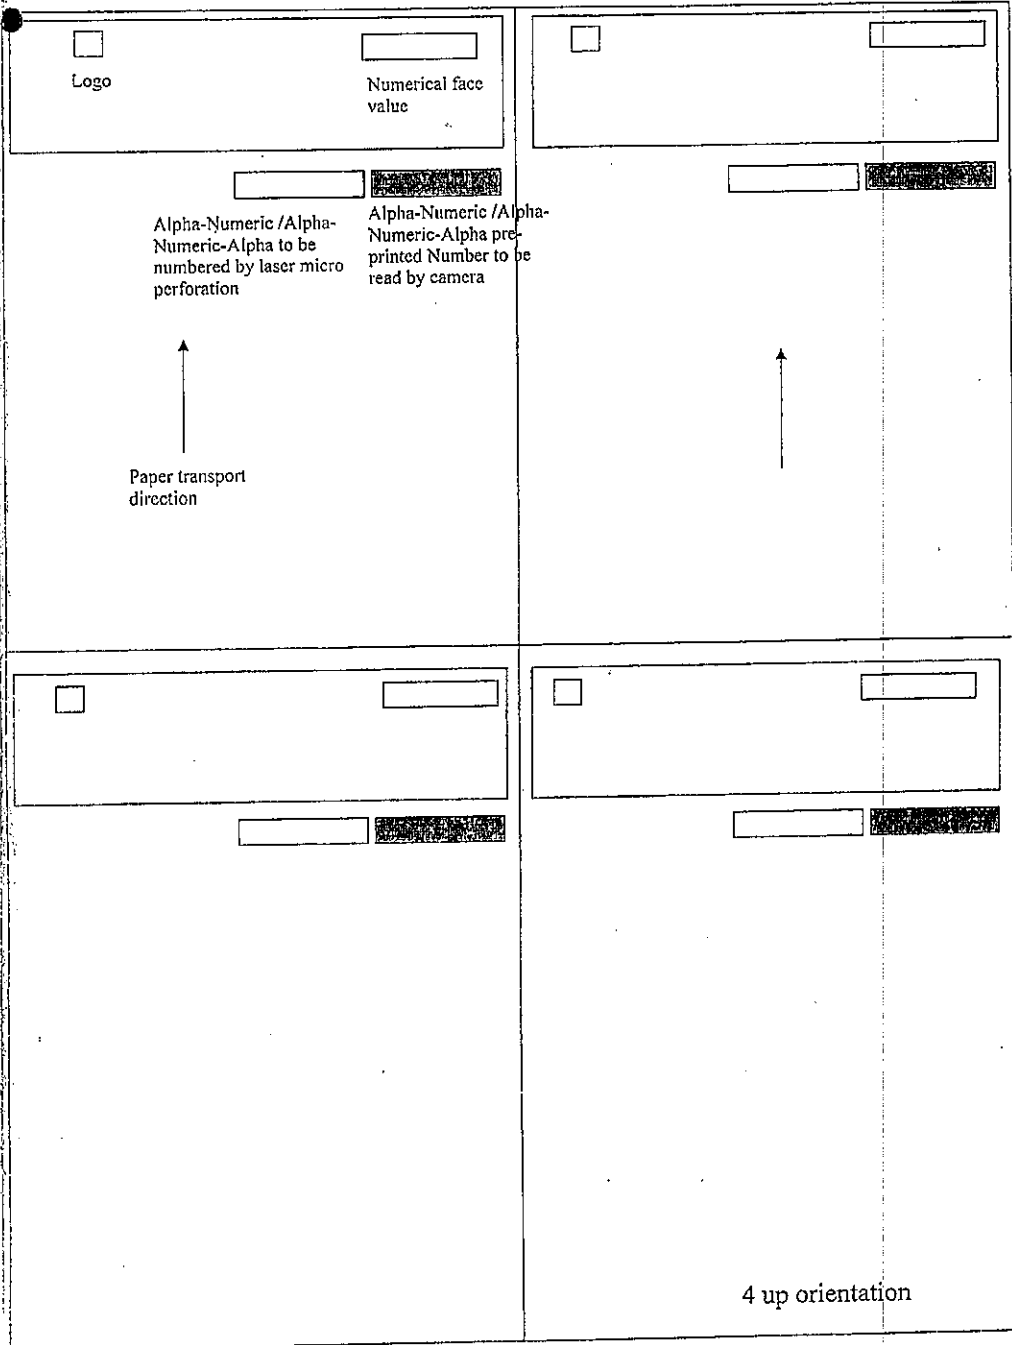 Logo
Numerical face
value
Alpha-Numeric /Alpha-
Numeric-Alpha to be
numbered by laser micro
perforation
Alpha-Numeric /Alpha-
Numeric-Alpha pre-
printed Number to be
read by camera
Paper transport
direction
4 up orientation